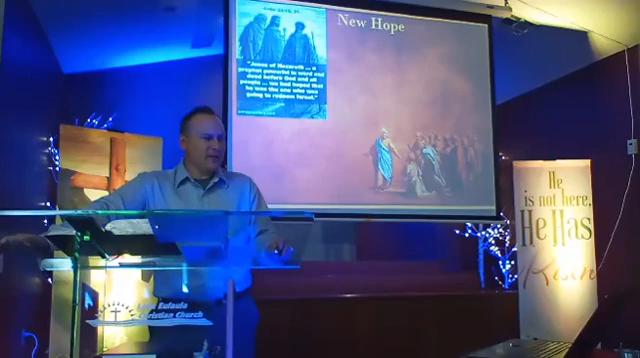 New Hope
"Jesus of Nazareth ... a
prophet powerful in word and
deed before God and all
people ... we had hoped that
he was the one who was
going to redeem Israel."
He
is not here,
He Has
Risen
Lake Eufaula
Christian Church